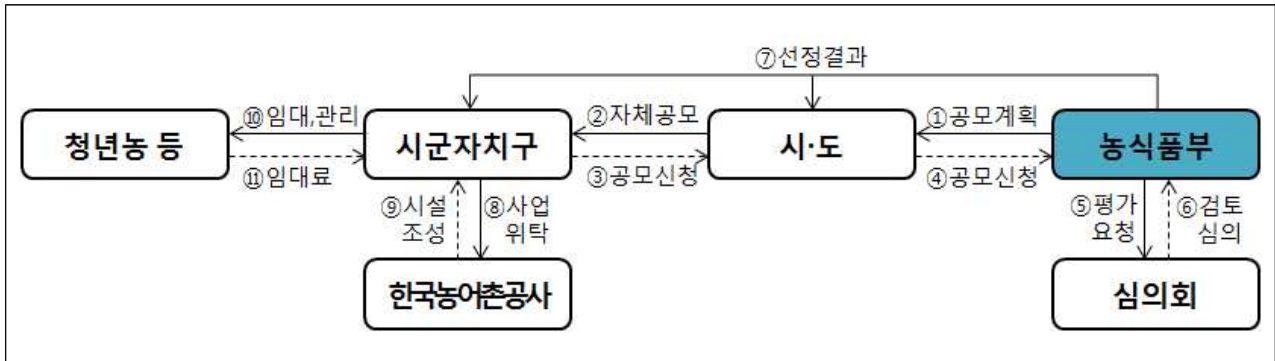 ⑦선정결과
⑩임대,관리
②자체공모
①공모계획
청년농 등
시군자치구
시·도
농식품부
⑪임대료
③공모신청
④공모신청
⑨시설
조성
⑧사업
위탁
⑤평가
요청
⑥검토
심의
한국농어촌공사
심의회